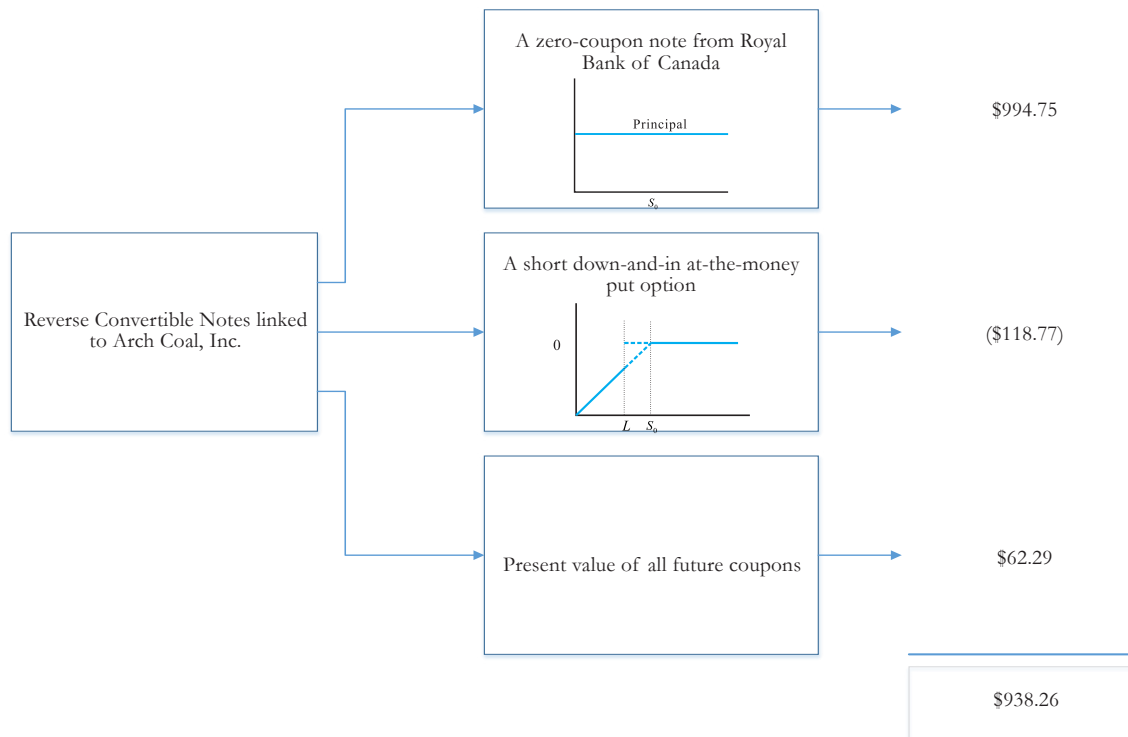 A zero-coupon note from Royal
Bank of Canada
Principal
S₀
$994.75
Reverse Convertible Notes linked
to Arch Coal, Inc.
A short down-and-in at-the-money
put option
0
L S₀
($118.77)
Present value of all future coupons
$62.29
$938.26